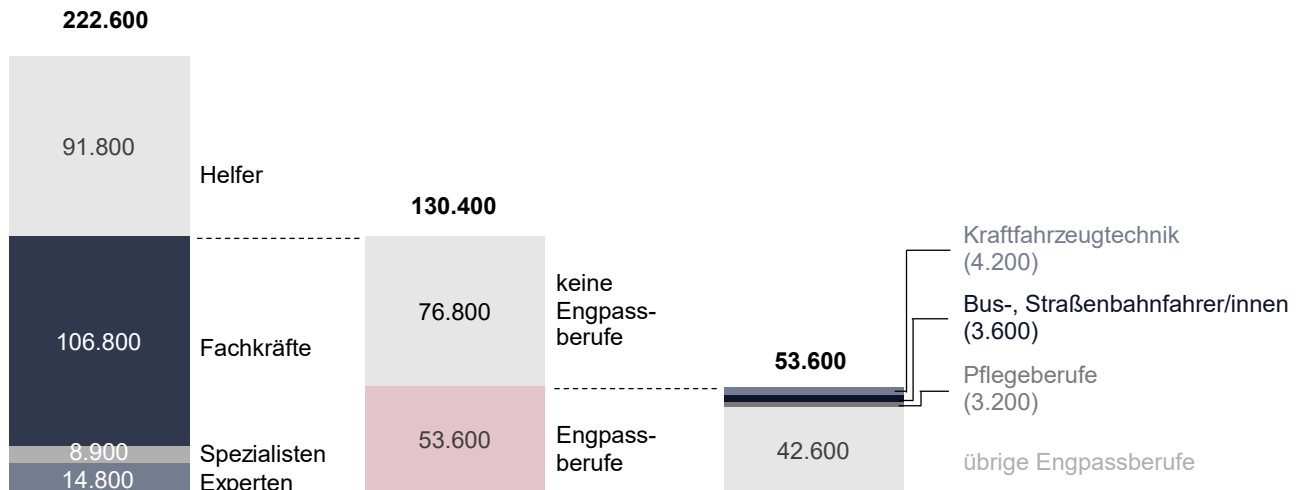 222.600
91.800
Helfer
106.800
Fachkräfte
8.900
Spezialisten
14.800
Experten
130.400
76.800
keine
Engpass-
berufe
53.600
Engpass-
berufe
53.600
42.600
Kraftfahrzeugtechnik
(4.200)
Bus-, Straßenbahnfahrer/innen
(3.600)
Pflegeberufe
(3.200)
übrige Engpassberufe